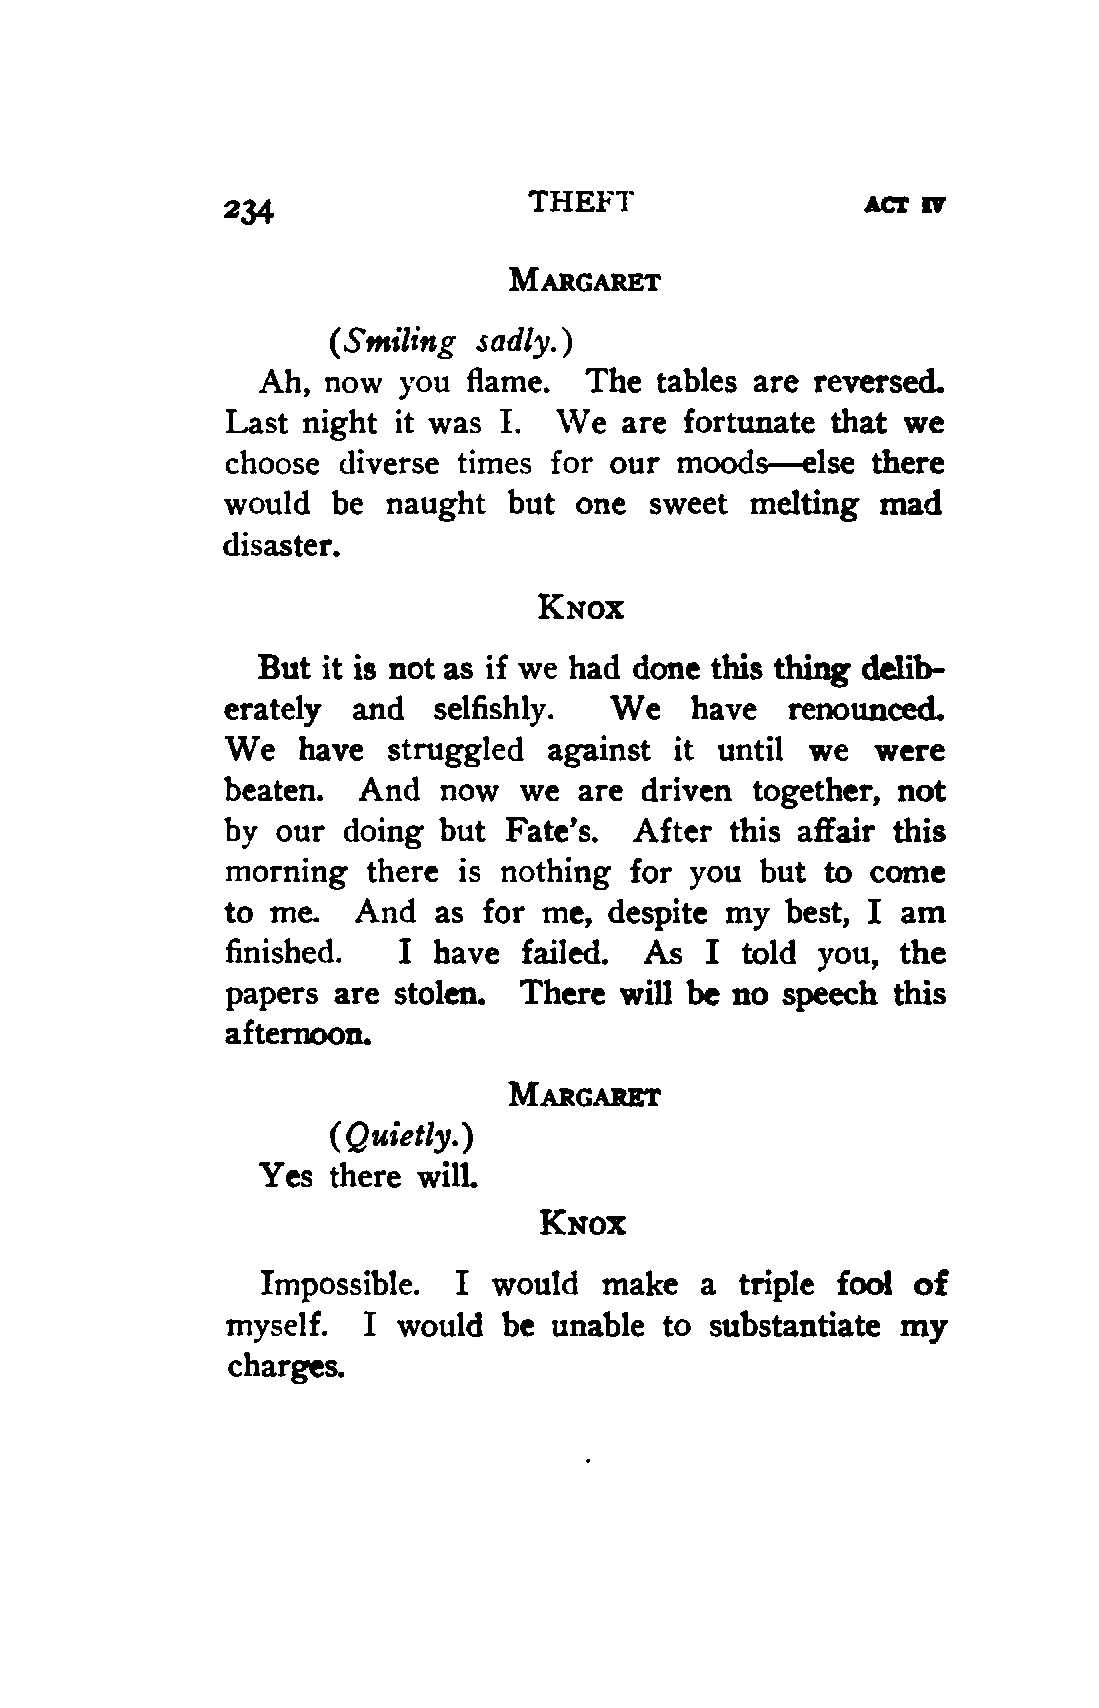 234 THEFT ACT IV
MARGARET
(Smiling sadly.)
Ah, now you flame. The tables are reversed.
Last night it was I. We are fortunate that we
choose diverse times for our moods—else there
would be naught but one sweet melting mad
disaster.
KNOX
But it is not as if we had done this thing delib-
erately and selfishly. We have renounced.
We have struggled against it until we were
beaten. And now we are driven together, not
by our doing but Fate's. After this affair this
morning there is nothing for you but to come
to me. And as for me, despite my best, I am
finished. I have failed. As I told you, the
papers are stolen. There will be no speech this
afternoon.
MARGARET
(Quietly.)
Yes there will.
KNOX
Impossible. I would make a triple fool of
myself. I would be unable to substantiate my
charges.